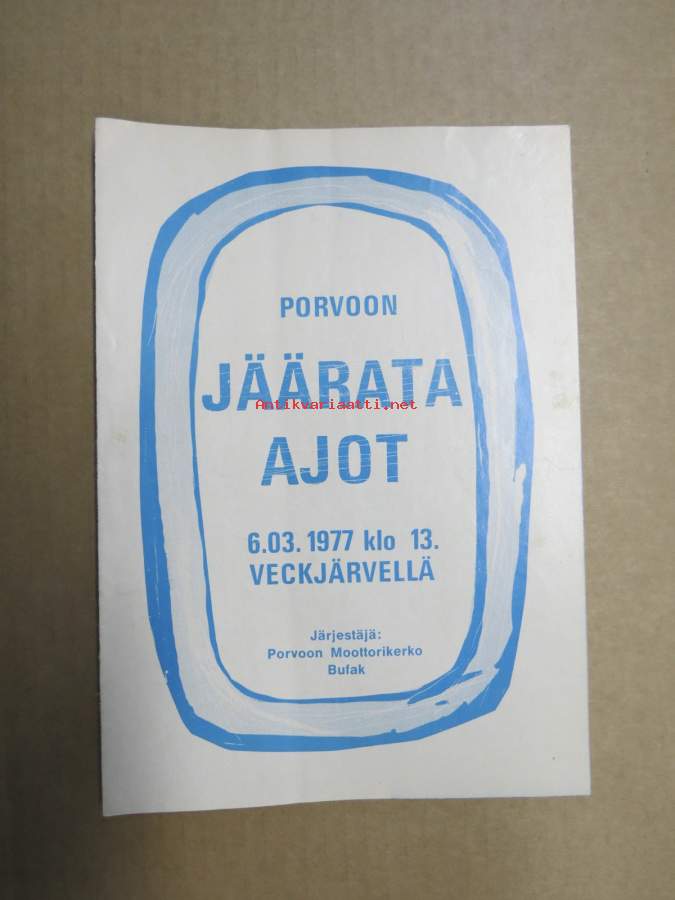 PORVOON
JÄÄRATA
Antikvariaatti.net
AJOT
6.03.1977 klo 13.
VECKJÄRVELLÄ
Järjestäjä:
Porvoon Moottorikerko
Bufak